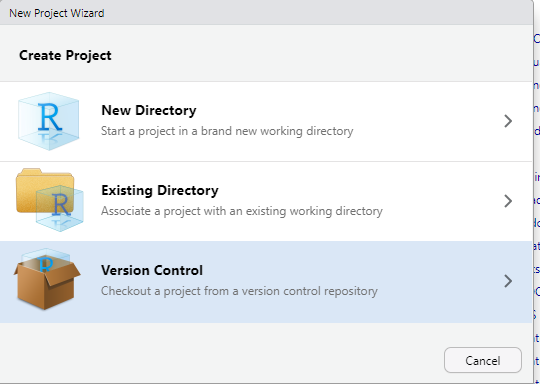 New Project Wizard
Create Project
New Directory
Start a project in a brand new working directory
Existing Directory
Associate a project with an existing working directory
Version Control
Checkout a project from a version control repository
Cancel